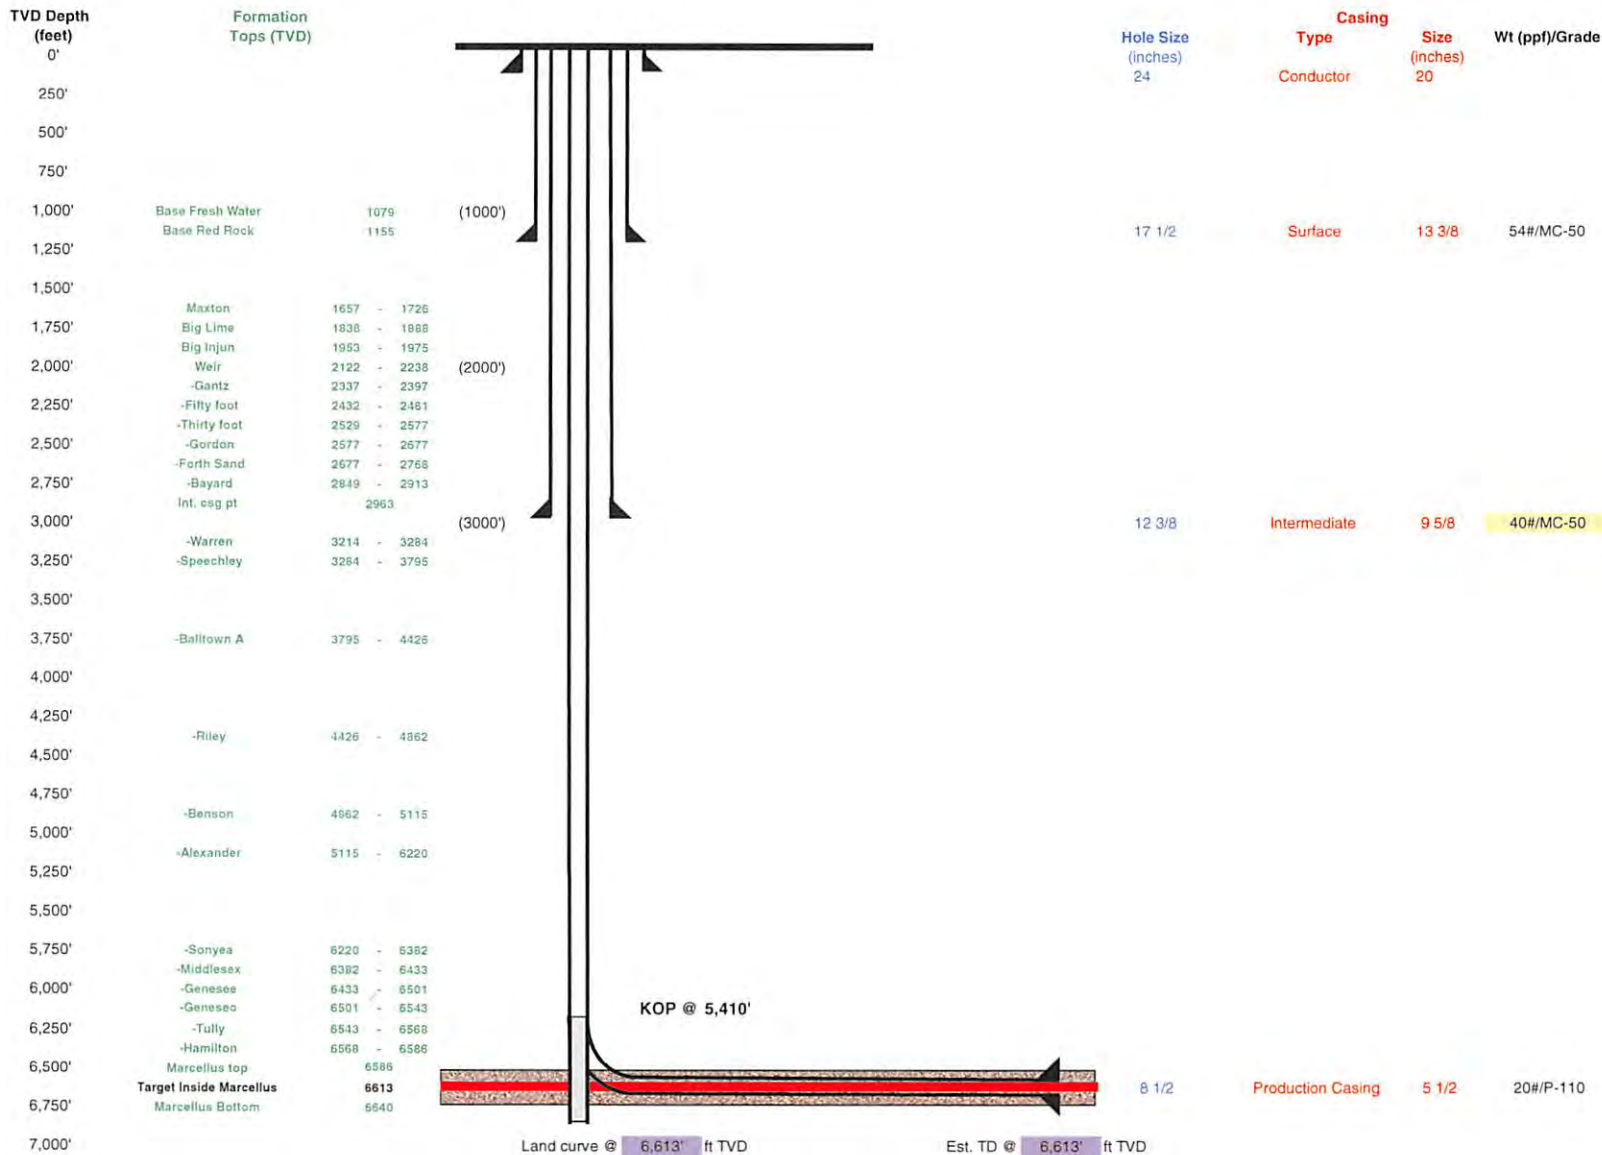 TVD Depth Formation Casing
(feet) Tops (TVD) Hole Size Type Size Wt (ppf)/Grade
0' (inches) (inches)
24 Conductor 20
250'
500'
750'
1,000' Base Fresh Water 1079 (1000')
Base Red Rock 1155 17 1/2 Surface 13 3/8 54#/MC-50
1,250'
1,500'
Maxton 1657 - 1726
1,750' Big Lime 1838 - 1888
Big Injun 1953 - 1975
2,000' Weir 2122 - 2238 (2000')
-Gantz 2337 - 2397
2,250' -Fifty foot 2432 - 2481
-Thirty foot 2529 - 2577
2,500' -Gordon 2577 - 2677
-Forth Sand 2677 - 2768
2,750' -Bayard 2849 - 2913
Int. csg pt 2963
3,000' (3000') 12 3/8 Intermediate 9 5/8 40#/MC-50
-Warren 3214 - 3284
3,250' -Speechley 3284 - 3795
3,500'
3,750' -Balltown A 3795 - 4426
4,000'
4,250'
-Riley 4426 - 4862
4,500'
4,750'
-Benson 4862 - 5115
5,000'
-Alexander 5115 - 6220
5,250'
5,500'
5,750' -Sonyea 6220 - 6382
-Middlesex 6382 - 6433
6,000' -Genesee 6433 - 6501
-Geneseo 6501 - 6543 KOP @ 5,410'
6,250' -Tully 6543 - 6568
-Hamilton 6568 - 6586
6,500' Marcellus top 6586
Target Inside Marcellus 6613 8 1/2 Production Casing 5 1/2 20#/P-110
6,750' Marcellus Bottom 6640
7,000' Land curve @ 6,613' ft TVD Est. TD @ 6,613' ft TVD